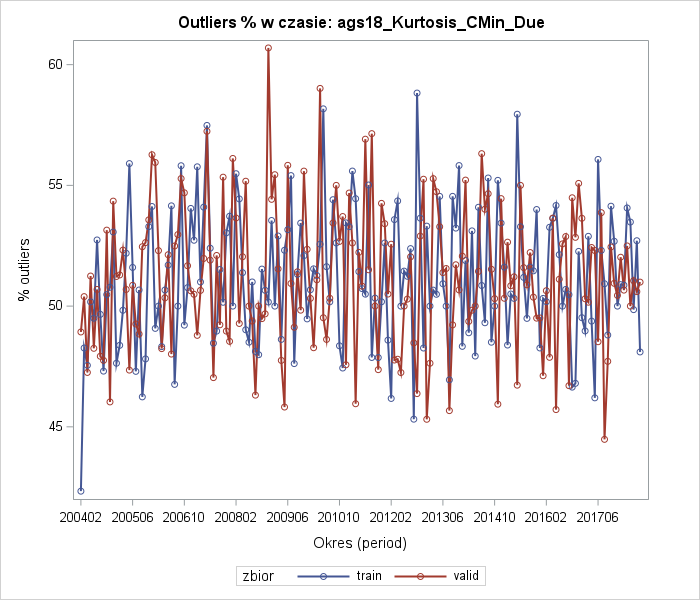 Outliers % w czasie: ags18_Kurtosis_CMin_Due
% outliers
60
55
50
45
200402 200506 200610 200802 200906 201010 201202 201306 201410 201602 201706
Okres (period)
zbior train valid